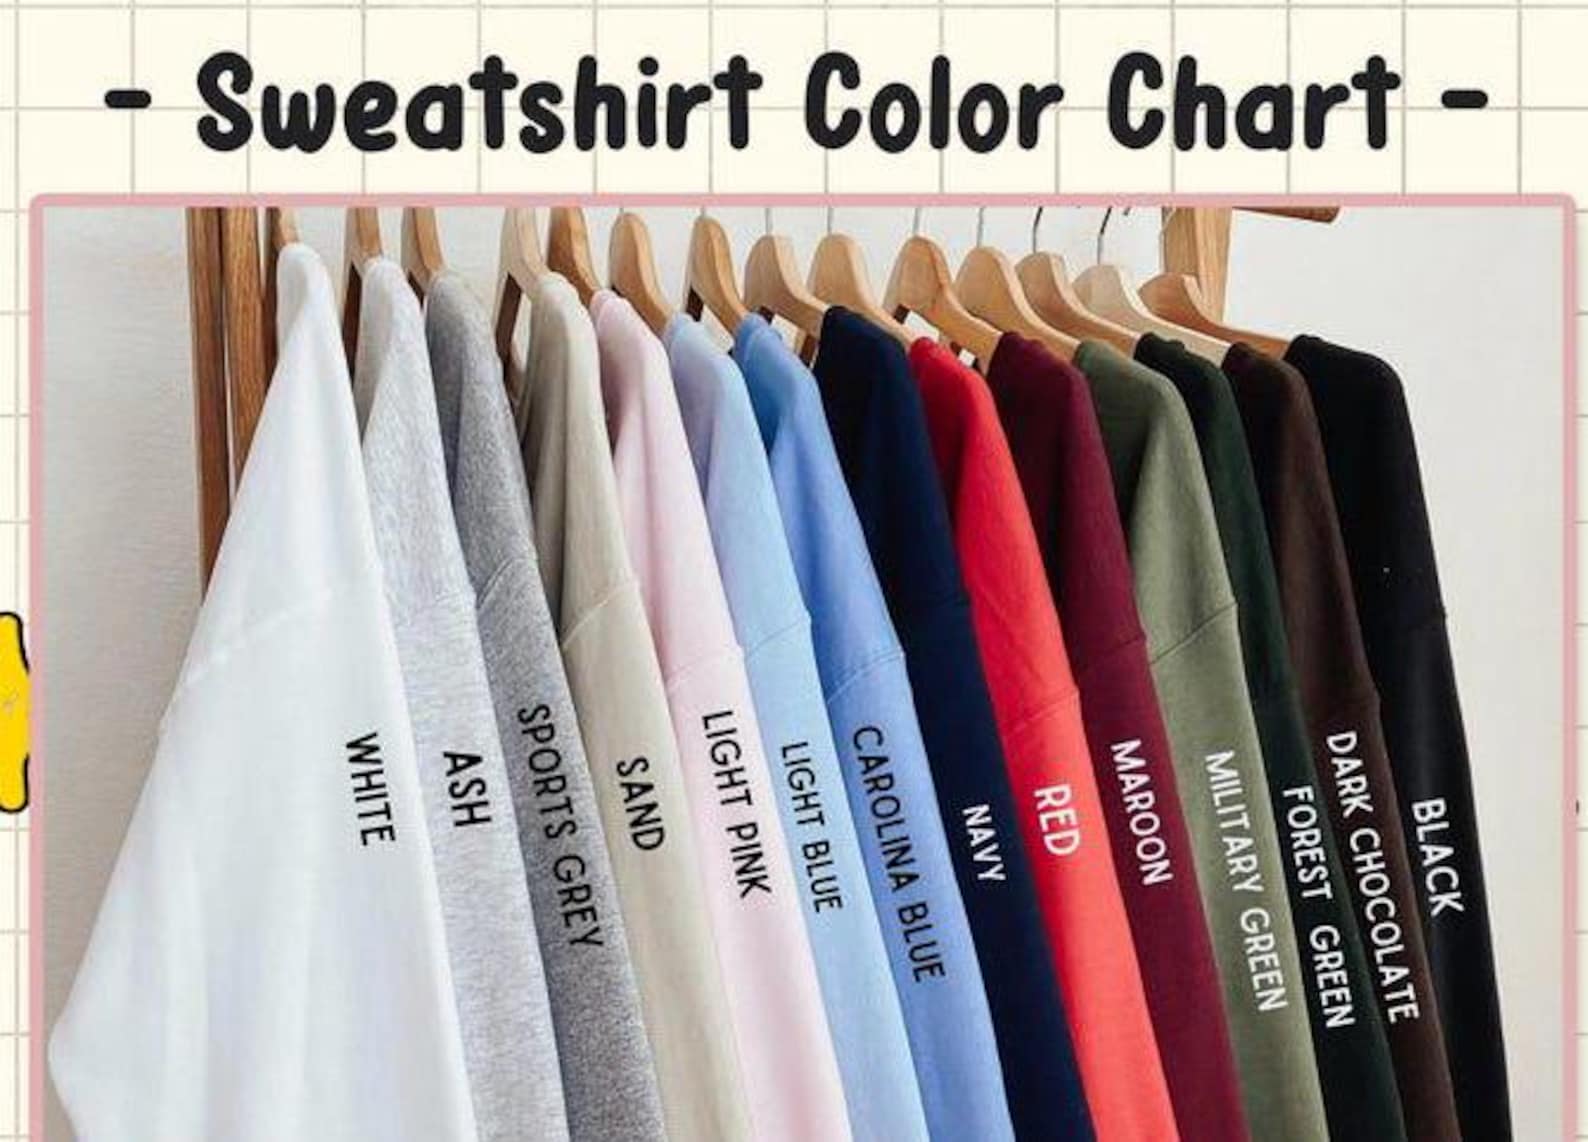 - Sweatshirt Color Chart -
WHITE
ASH
SPORTS GREY
SAND
LIGHT PINK
LIGHT BLUE
CAROLINA BLUE
NAVY
RED
MAROON
MILITARY GREEN
FOREST GREEN
DARK CHOCOLATE
BLACK